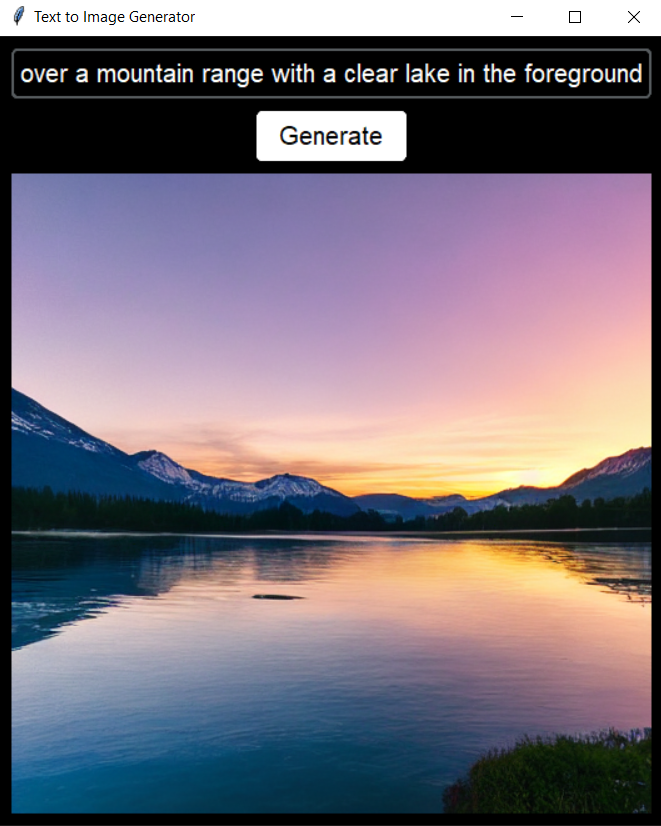 Text to Image Generator
over a mountain range with a clear lake in the foreground
Generate